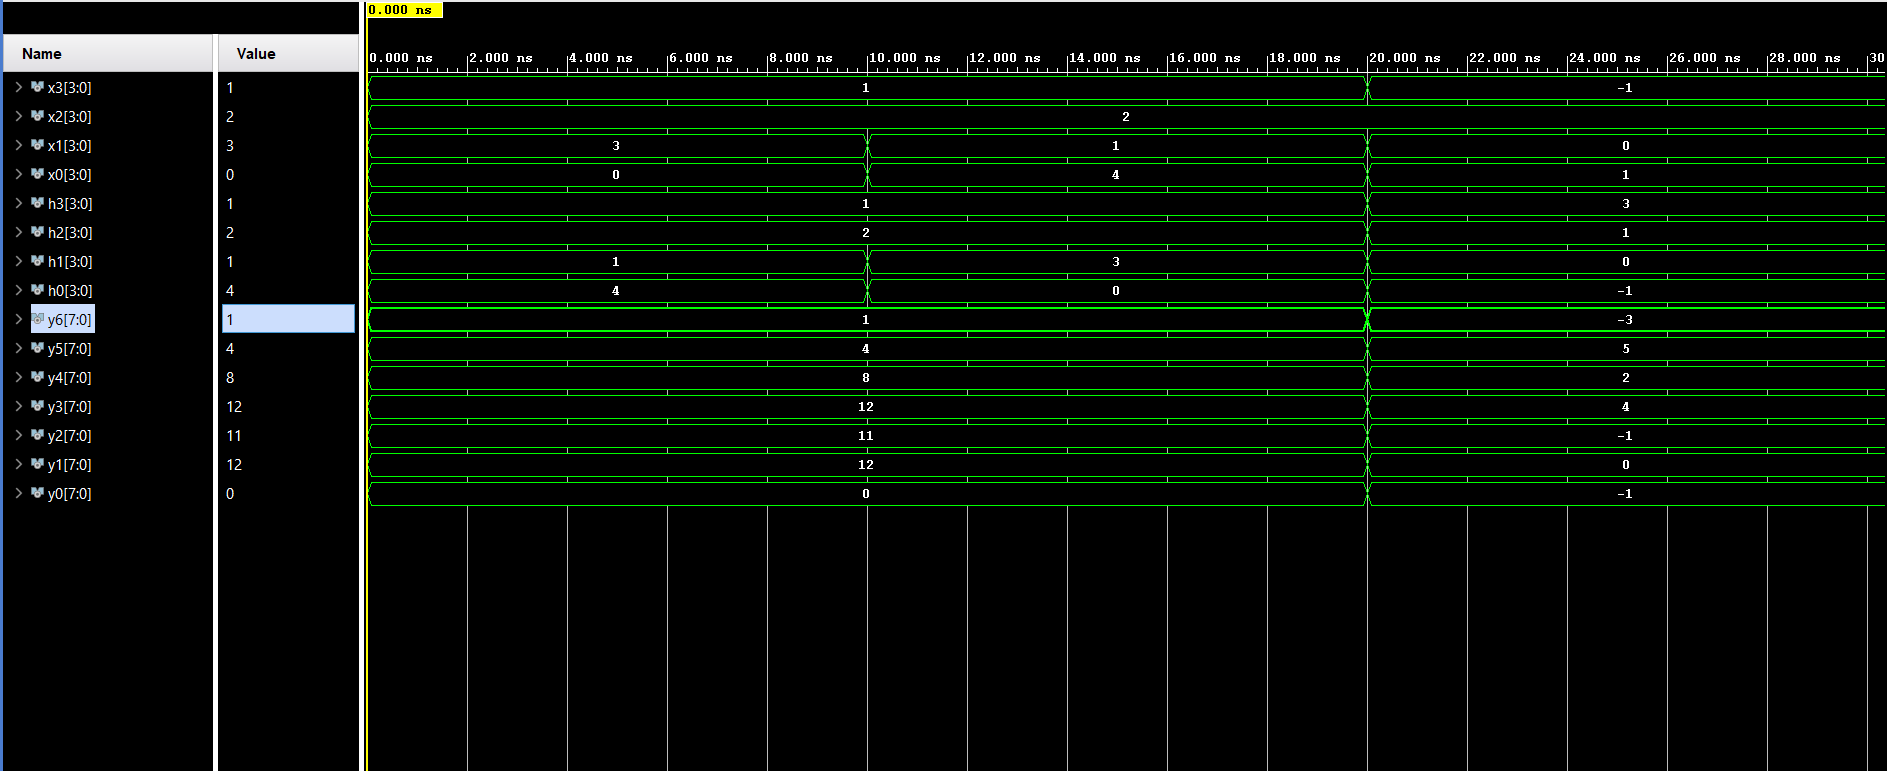 0.000 ns
Name Value
0.000 ns 2.000 ns 4.000 ns 6.000 ns 8.000 ns 10.000 ns 12.000 ns 14.000 ns 16.000 ns 18.000 ns 20.000 ns 22.000 ns 24.000 ns 26.000 ns 28.000 ns 30
x3[3:0] 1 1 -1
x2[3:0] 2 2
x1[3:0] 3 3 1 0
x0[3:0] 0 0 4 1
h3[3:0] 1 1 3
h2[3:0] 2 2 1
h1[3:0] 1 1 3 0
h0[3:0] 4 4 0 -1
y6[7:0] 1 1 -3
y5[7:0] 4 4 5
y4[7:0] 8 8 2
y3[7:0] 12 12 4
y2[7:0] 11 11 -1
y1[7:0] 12 12 0
y0[7:0] 0 0 -1